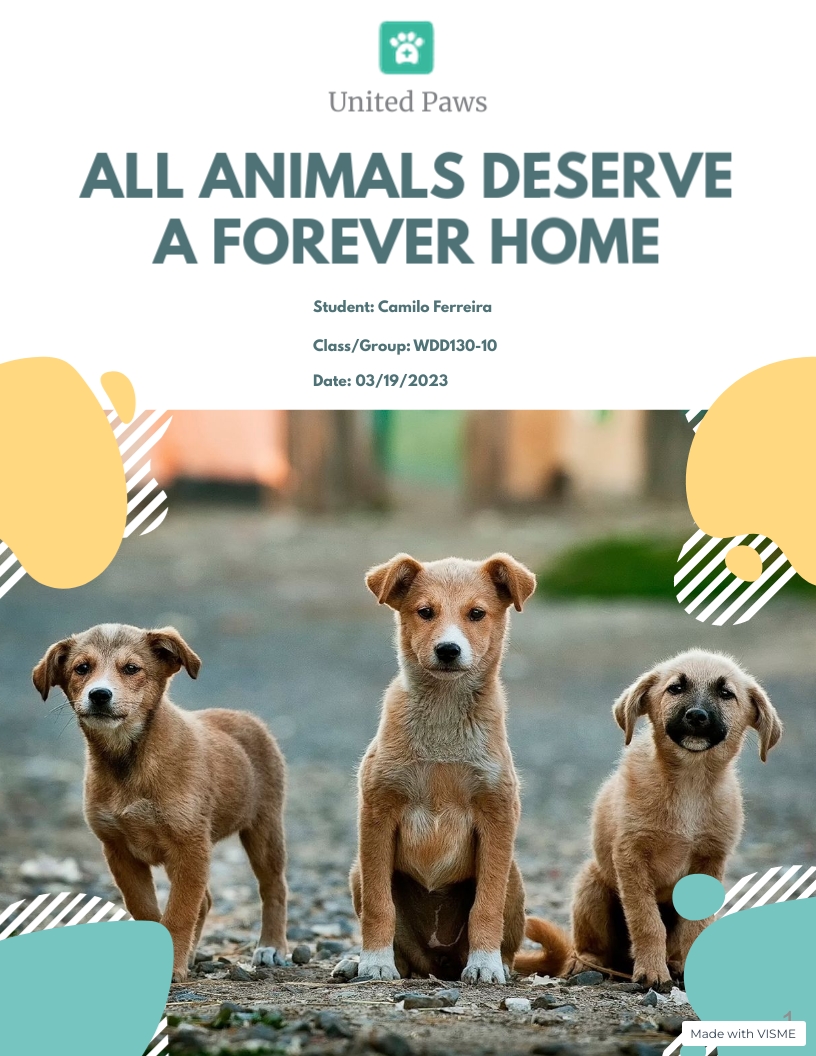 United Paws
ALL ANIMALS DESERVE
A FOREVER HOME
Student: Camilo Ferreira
Class/Group: WDD130-10
Date: 03/19/2023
1
Made with VISME